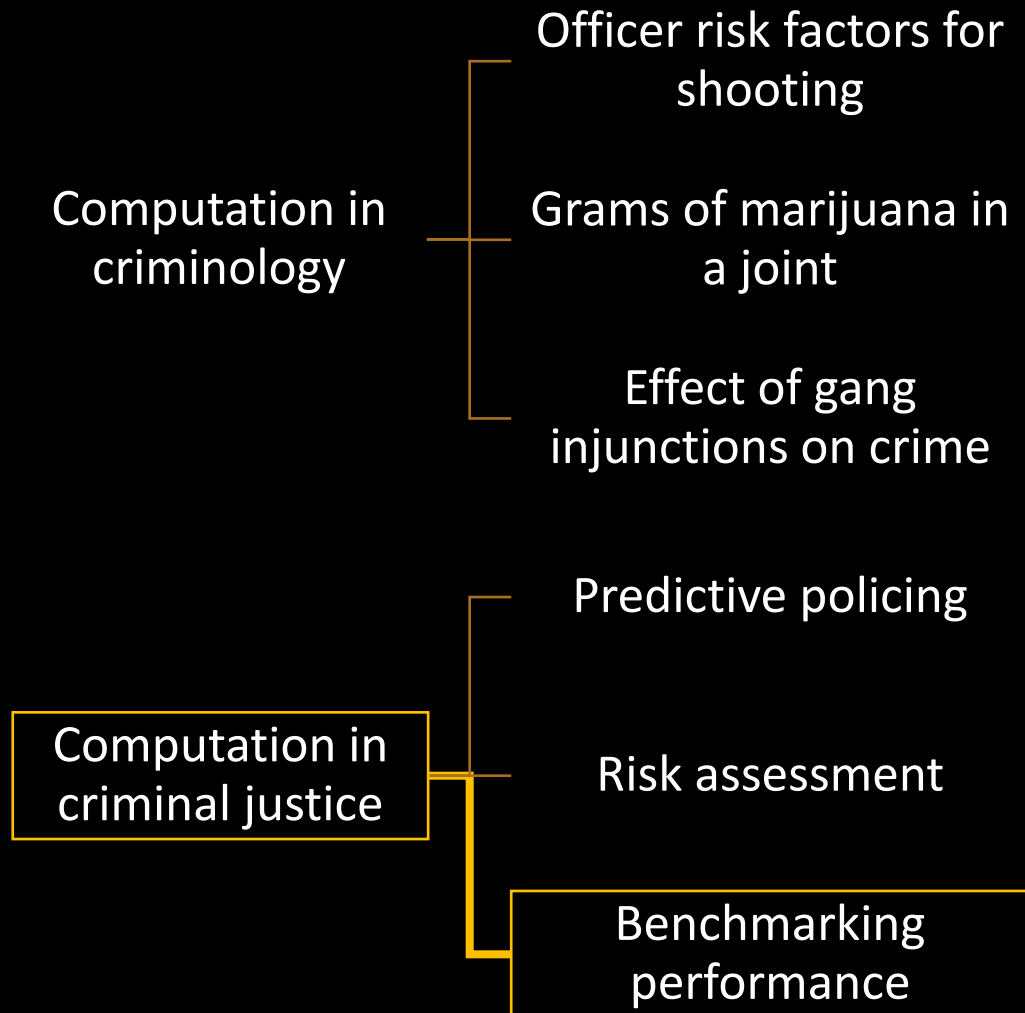 Computation in
criminology
Officer risk factors for
shooting
Grams of marijuana in
a joint
Effect of gang
injunctions on crime
Computation in
criminal justice
Predictive policing
Risk assessment
Benchmarking
performance